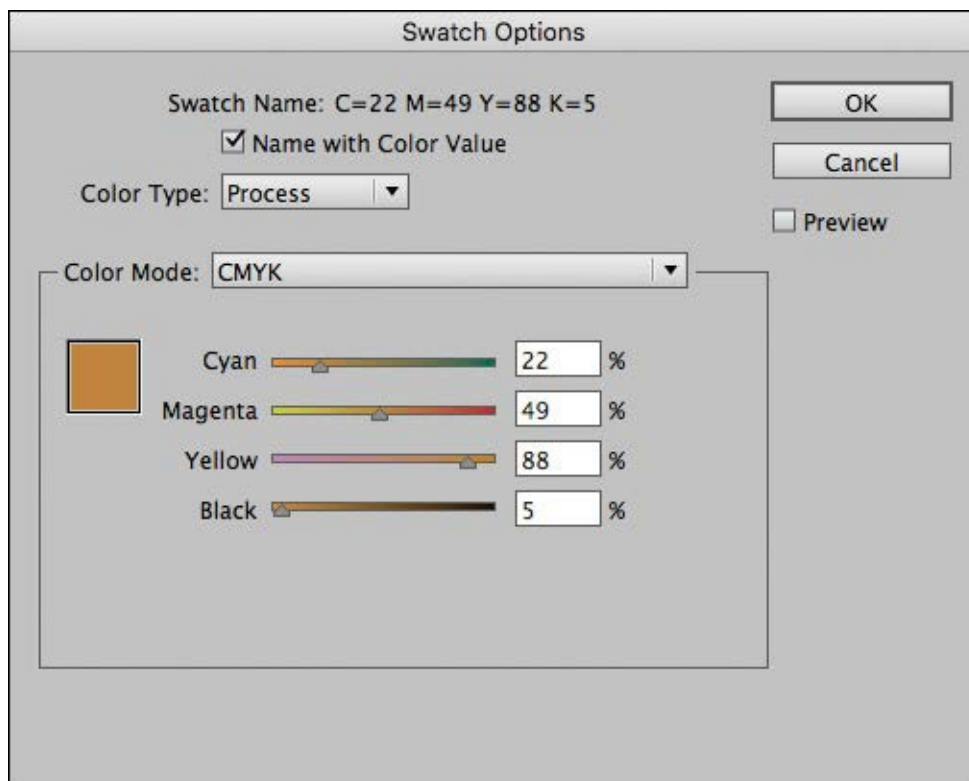 Swatch Options
Swatch Name: C=22 M=49 Y=88 K=5
OK
Name with Color Value
Cancel
Color Type: Process
Preview
Color Mode: CMYK
Cyan 22 %
Magenta 49 %
Yellow 88 %
Black 5 %